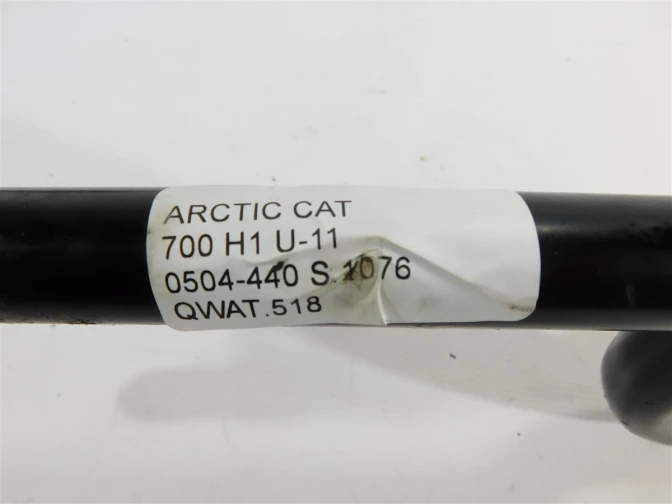 ARCTIC CAT
700 H1 U-11
0504-440 S.1076
QWAT.518